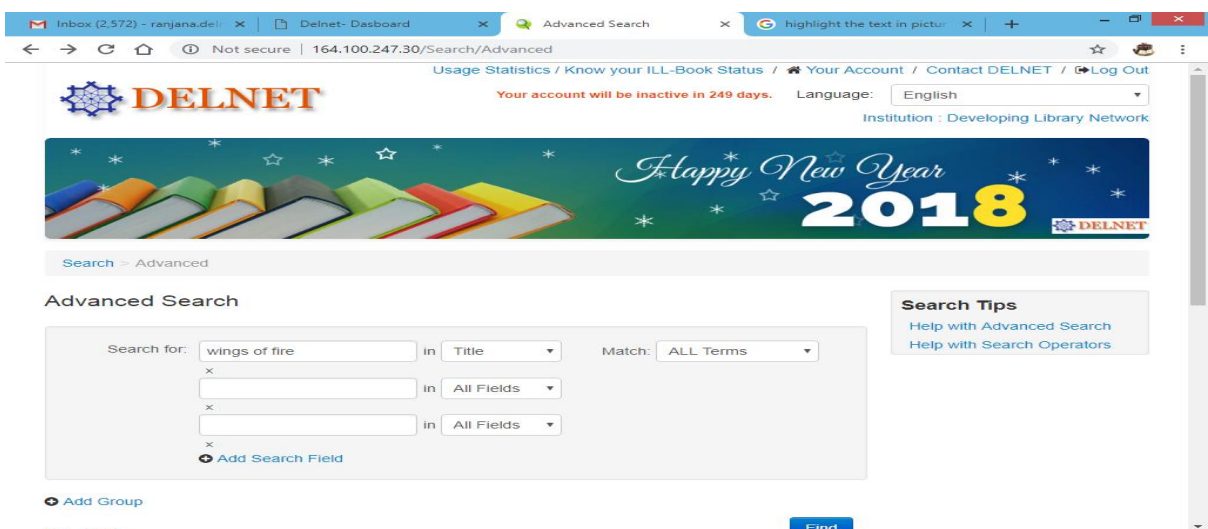 Inbox (2,572) - ranjana.deln
Delnet- Dasboard
Advanced Search
highlight the text in pictur
Not secure | 164.100.247.30/Search/Advanced
Usage Statistics / Know your ILL-Book Status / Your Account / Contact DELNET / Log Out
DELNET
Your account will be inactive in 249 days. Language: English
Institution : Developing Library Network
Happy New Year
2018
DELNET
Search > Advanced
Advanced Search
Search Tips
Help with Advanced Search
Help with Search Operators
Search for: wings of fire in Title Match: ALL Terms
in All Fields
in All Fields
Add Search Field
Add Group
Find